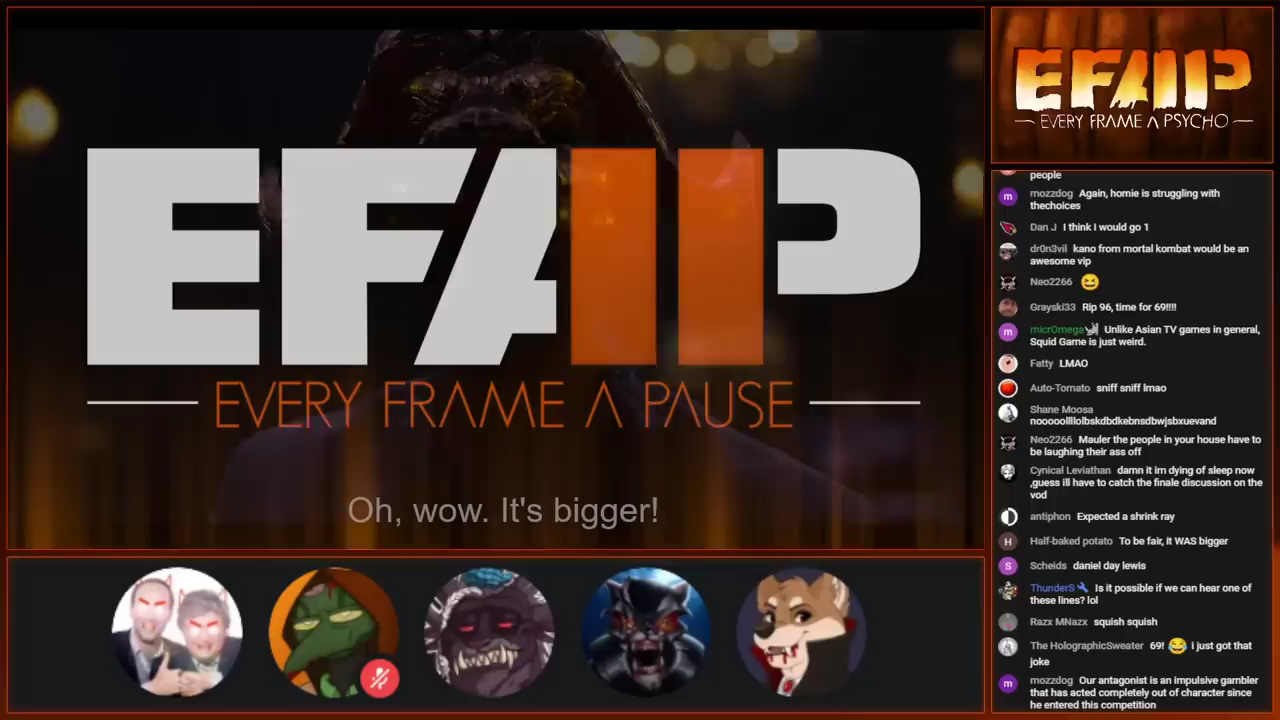 EFAP
EVERY FRAME A PAUSE
Oh, wow. It's bigger!
EFAP
EVERY FRAME A PSYCHO
people
m mozzdog Again, homie is struggling with
thechoices
Dan J I think I would go 1
dr0n3vil kano from mortal kombat would be an
awesome vip
Neo2266 😆
Grayski33 Rip 96, time for 69!!!!
m micrOmega Unlike Asian TV games in general,
Squid Game is just weird.
Fatty LMAO
Auto-Tomato sniff sniff lmao
Shane Moosa
nooooollllolbskdbdkebnsdbwjsbxuevand
Neo2266 Mauler the people in your house have to
be laughing their ass off
Cynical Leviathan damn it im dying of sleep now
,guess ill have to catch the finale discussion on the
vod
antiphon Expected a shrink ray
H Half-baked potato To be fair, it WAS bigger
S Scheids daniel day lewis
ThunderS 🔧 Is it possible if we can hear one of
these lines? lol
Razx MNazx squish squish
The HolographicSweater 69! 😂 i just got that
joke
m mozzdog Our antagonist is an impulsive gambler
that has acted completely out of character since
he entered this competition